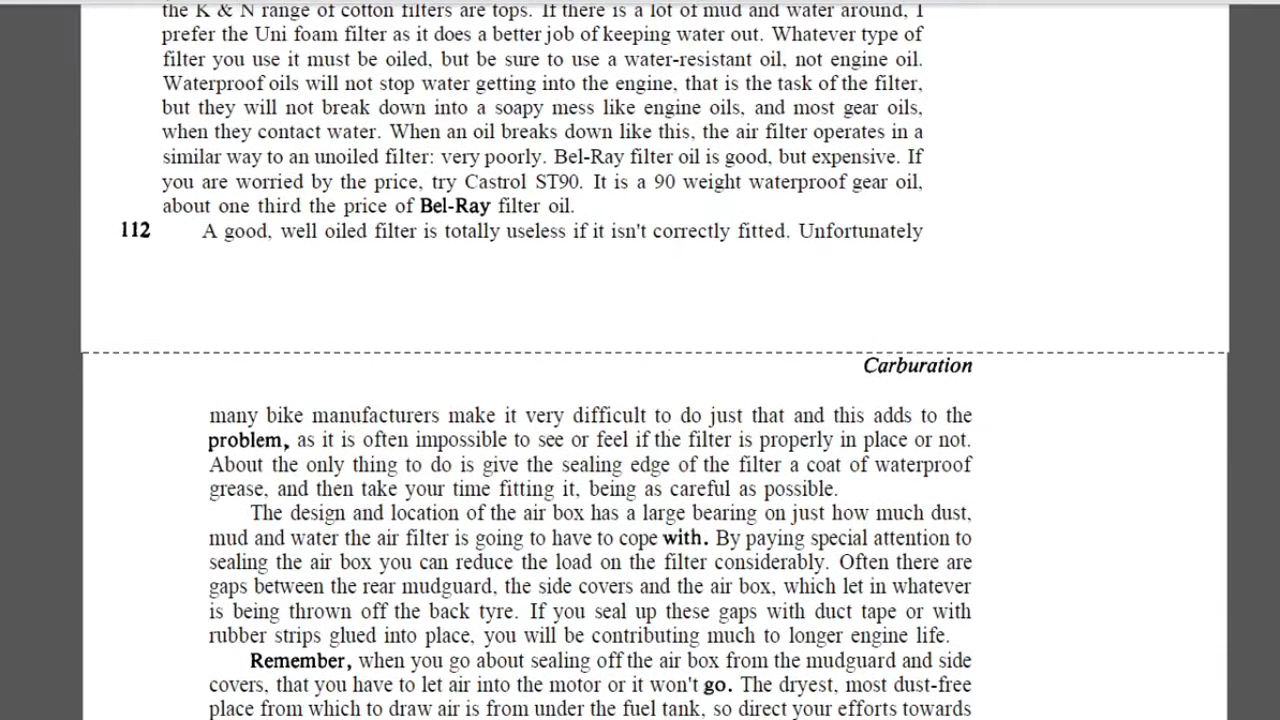 the K & N range of cotton filters are tops. If there is a lot of mud and water around, I
prefer the Uni foam filter as it does a better job of keeping water out. Whatever type of
filter you use it must be oiled, but be sure to use a water-resistant oil, not engine oil.
Waterproof oils will not stop water getting into the engine, that is the task of the filter,
but they will not break down into a soapy mess like engine oils, and most gear oils,
when they contact water. When an oil breaks down like this, the air filter operates in a
similar way to an unoiled filter: very poorly. Bel-Ray filter oil is good, but expensive. If
you are worried by the price, try Castrol ST90. It is a 90 weight waterproof gear oil,
about one third the price of Bel-Ray filter oil.
112 A good, well oiled filter is totally useless if it isn't correctly fitted. Unfortunately
Carburation
many bike manufacturers make it very difficult to do just that and this adds to the
problem, as it is often impossible to see or feel if the filter is properly in place or not.
About the only thing to do is give the sealing edge of the filter a coat of waterproof
grease, and then take your time fitting it, being as careful as possible.
The design and location of the air box has a large bearing on just how much dust,
mud and water the air filter is going to have to cope with. By paying special attention to
sealing the air box you can reduce the load on the filter considerably. Often there are
gaps between the rear mudguard, the side covers and the air box, which let in whatever
is being thrown off the back tyre. If you seal up these gaps with duct tape or with
rubber strips glued into place, you will be contributing much to longer engine life.
Remember, when you go about sealing off the air box from the mudguard and side
covers, that you have to let air into the motor or it won't go. The dryest, most dust-free
place from which to draw air is from under the fuel tank, so direct your efforts towards